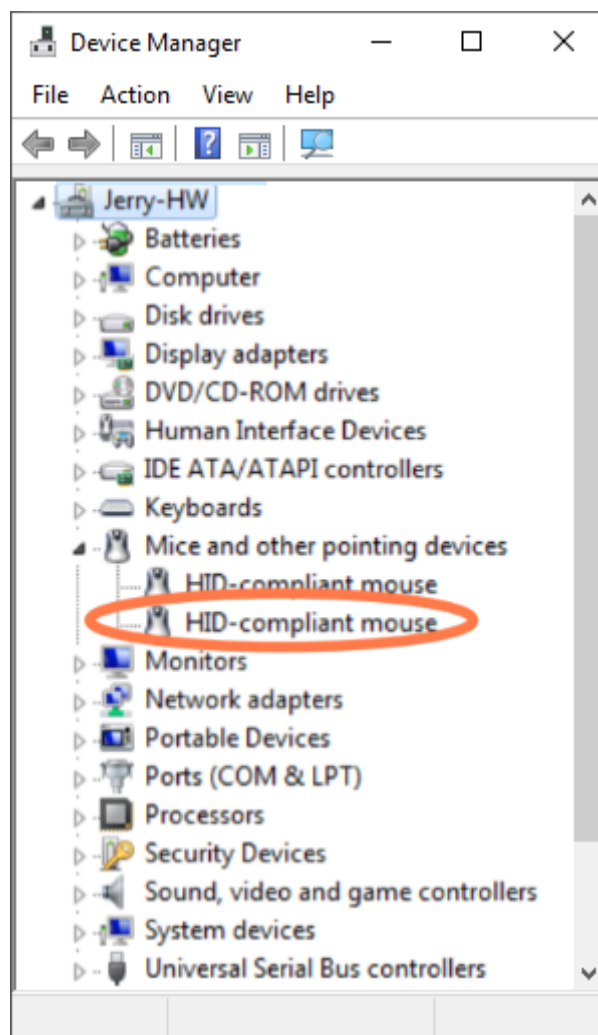 Device Manager
File Action View Help
Jerry-HW
Batteries
Computer
Disk drives
Display adapters
DVD/CD-ROM drives
Human Interface Devices
IDE ATA/ATAPI controllers
Keyboards
Mice and other pointing devices
HID-compliant mouse
HID-compliant mouse
Monitors
Network adapters
Portable Devices
Ports (COM & LPT)
Processors
Security Devices
Sound, video and game controllers
System devices
Universal Serial Bus controllers